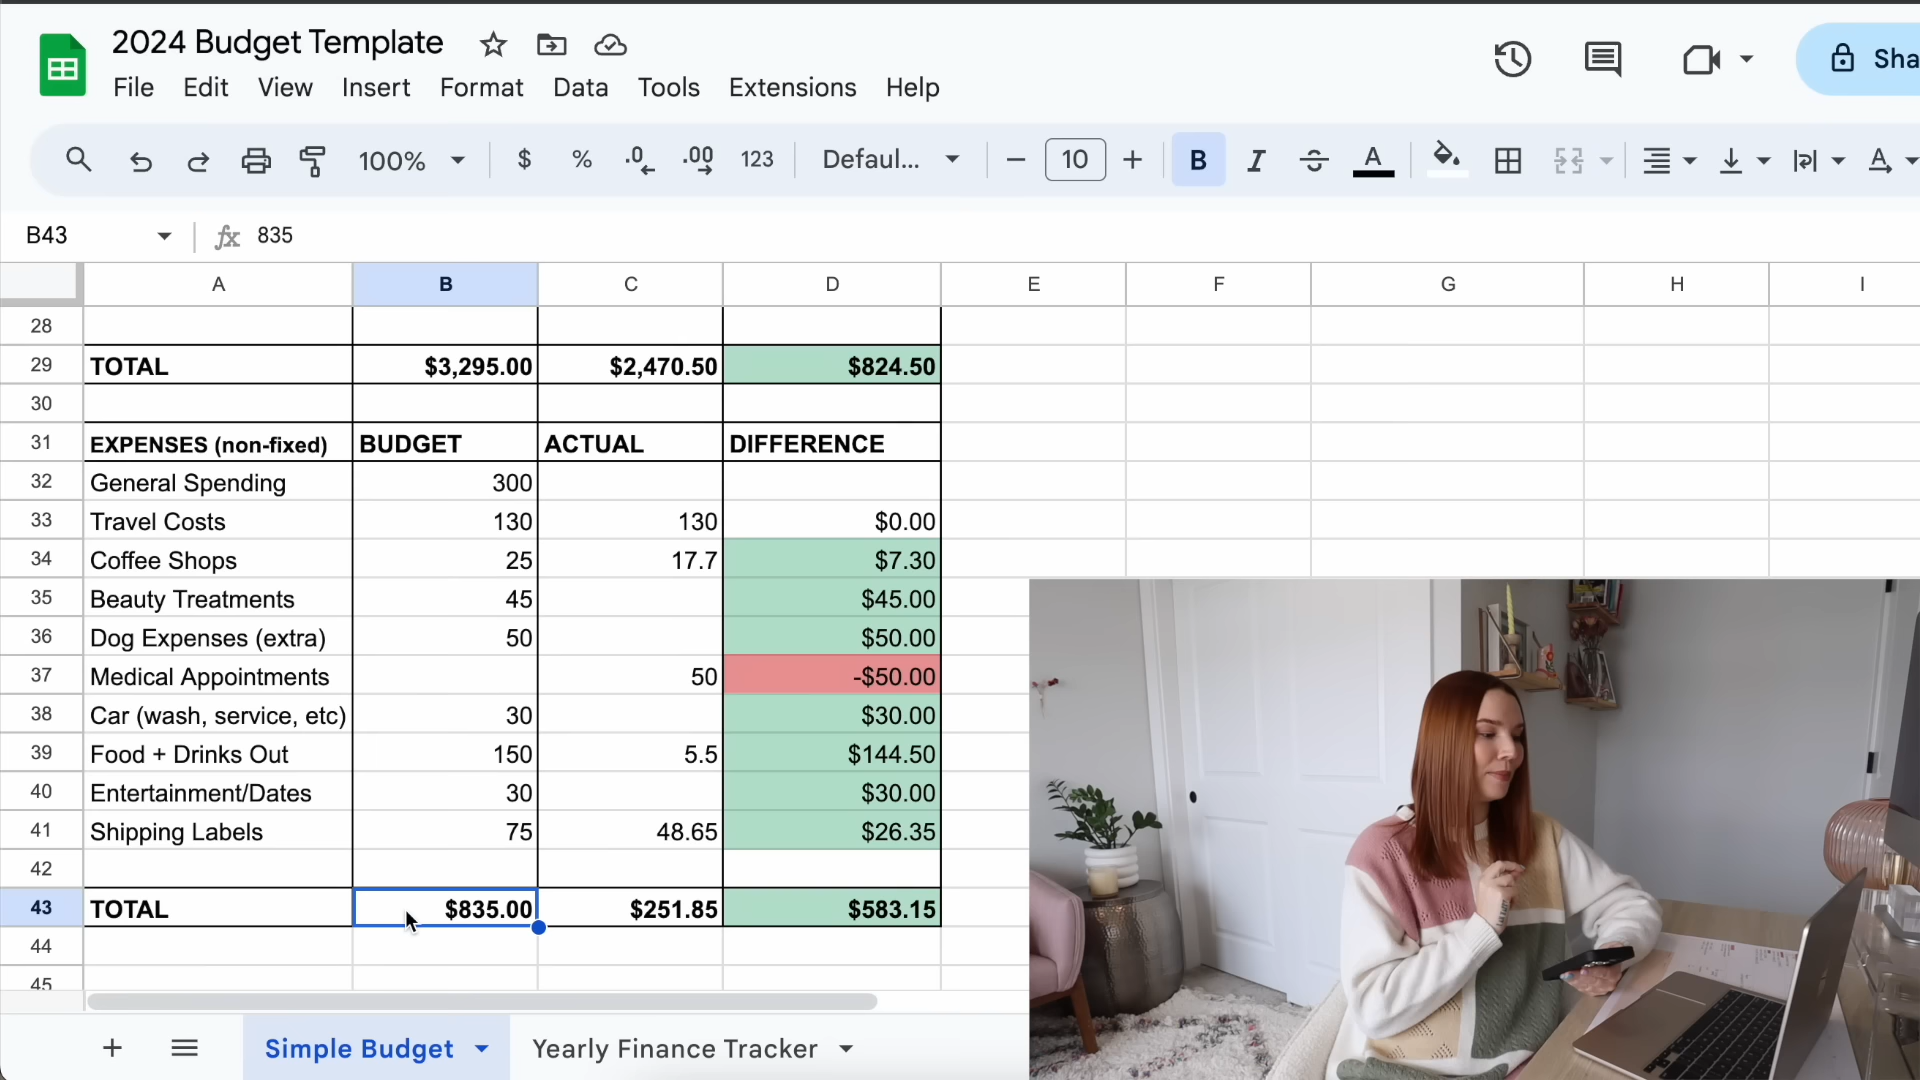 2024 Budget Template
File Edit View Insert Format Data Tools Extensions Help
Sha
100% $ % .0 .00 123 Defaul... 10 B I A A
B43 fx 835
A B C D E F G H I
28
29 TOTAL $3,295.00 $2,470.50 $824.50
30
31 EXPENSES (non-fixed) BUDGET ACTUAL DIFFERENCE
32 General Spending 300
33 Travel Costs 130 130 $0.00
34 Coffee Shops 25 17.7 $7.30
35 Beauty Treatments 45 $45.00
36 Dog Expenses (extra) 50 $50.00
37 Medical Appointments 50 -$50.00
38 Car (wash, service, etc) 30 $30.00
39 Food + Drinks Out 150 5.5 $144.50
40 Entertainment/Dates 30 $30.00
41 Shipping Labels 75 48.65 $26.35
42
43 TOTAL $835.00 $251.85 $583.15
44
45
Simple Budget Yearly Finance Tracker